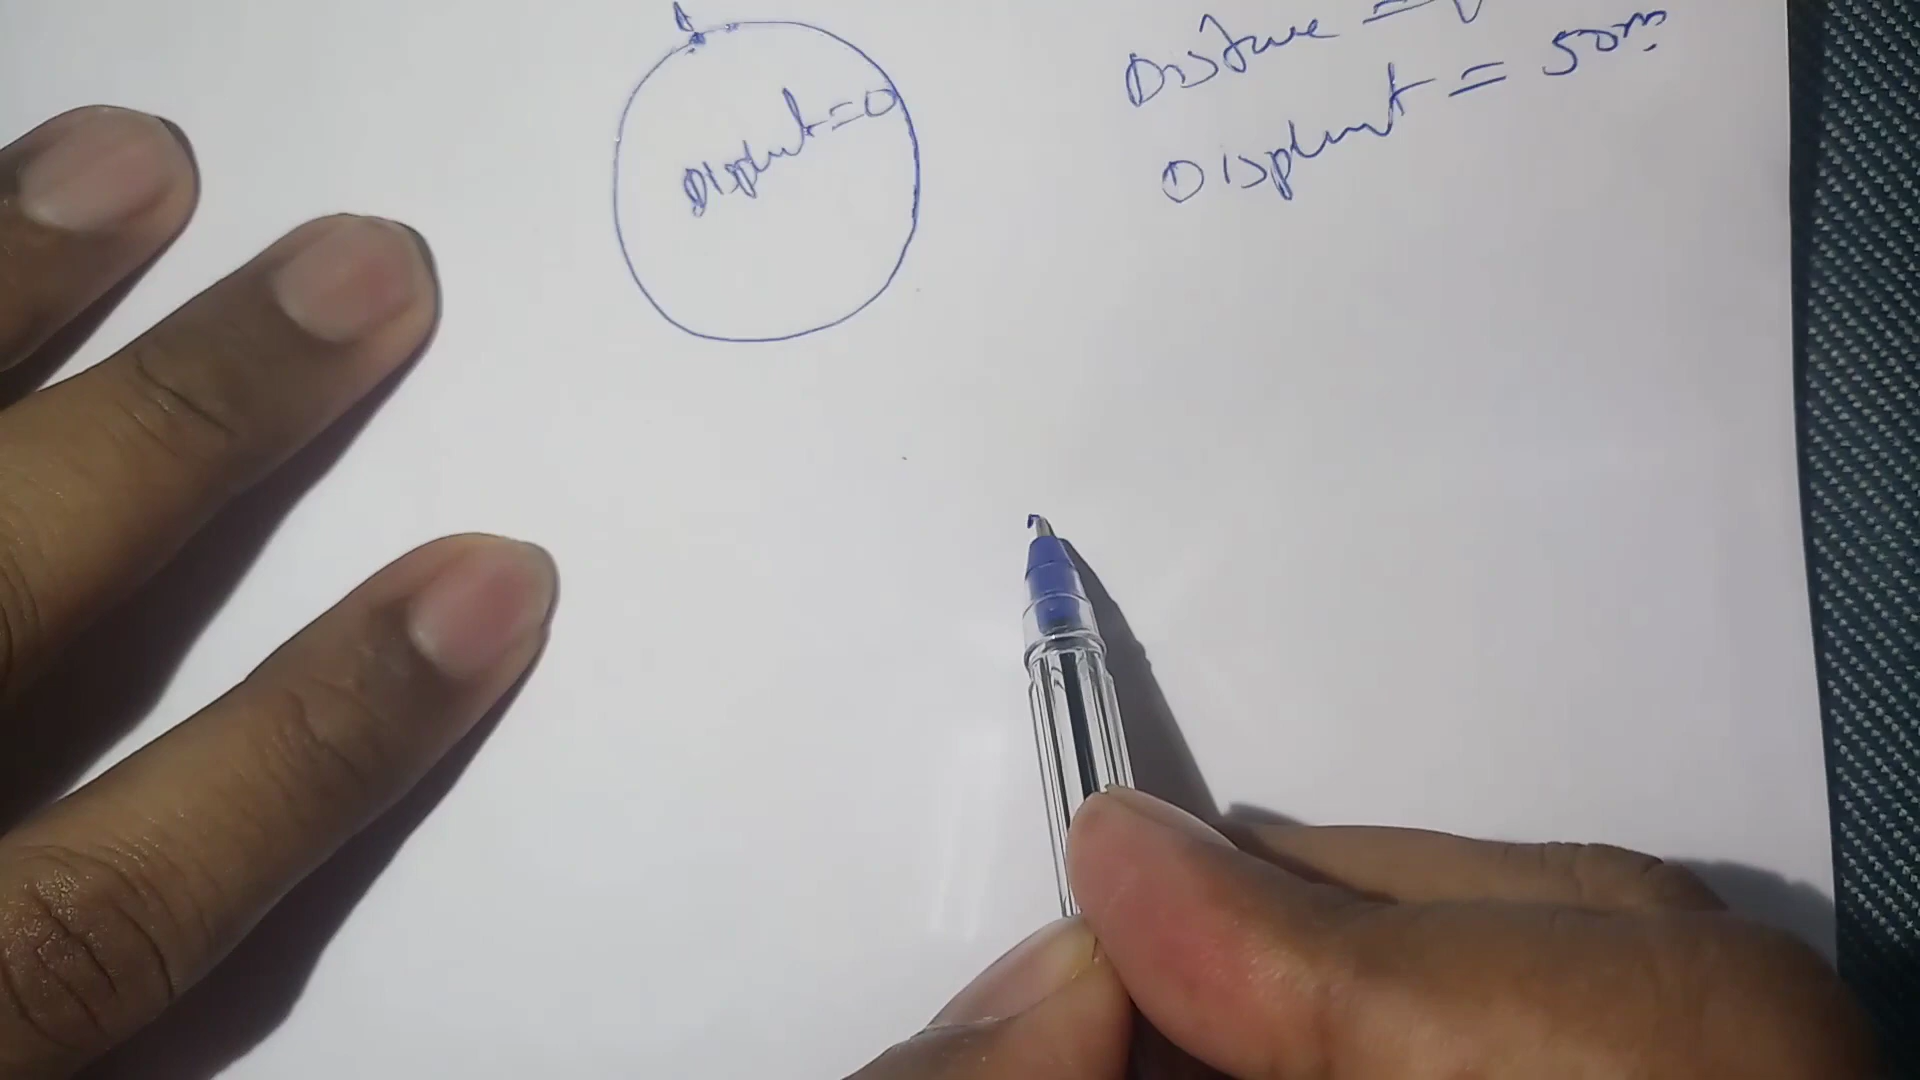 A
Displmt = 0
Distance =
Displmt = 50m